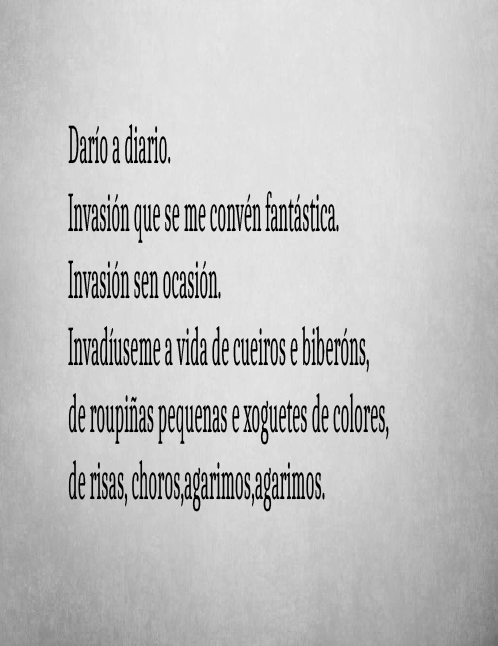 Darío a diario.
Invasión que se me convén fantástica.
Invasión sen ocasión.
Invadíuseme a vida de cueiros e biberóns,
de roupiñas pequenas e xoguetes de colores,
de risas, choros,agarimos,agarimos.